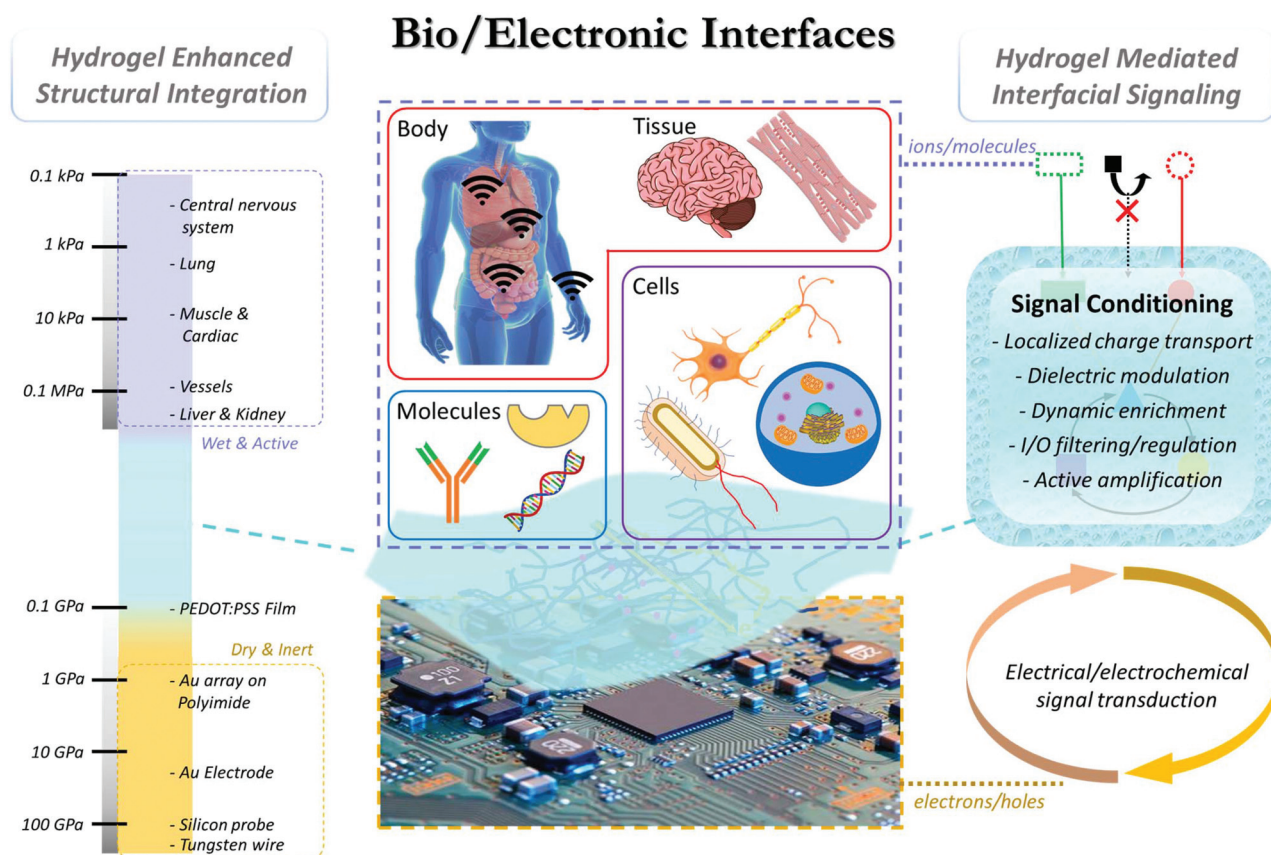 Bio/Electronic Interfaces
Hydrogel Enhanced
Structural Integration
0.1 kPa
- Central nervous
system
1 kPa
- Lung
10 kPa
- Muscle &
Cardiac
0.1 MPa
- Vessels
- Liver & Kidney
Wet & Active
0.1 GPa
- PEDOT:PSS Film
Dry & Inert
1 GPa
- Au array on
Polyimide
10 GPa
- Au Electrode
100 GPa
- Silicon probe
- Tungsten wire
Body
Tissue
Cells
Molecules
100
Z1
220
220
Hydrogel Mediated
Interfacial Signaling
ions/molecules
Signal Conditioning
- Localized charge transport
- Dielectric modulation
- Dynamic enrichment
- I/O filtering/regulation
- Active amplification
Electrical/electrochemical
signal transduction
electrons/holes